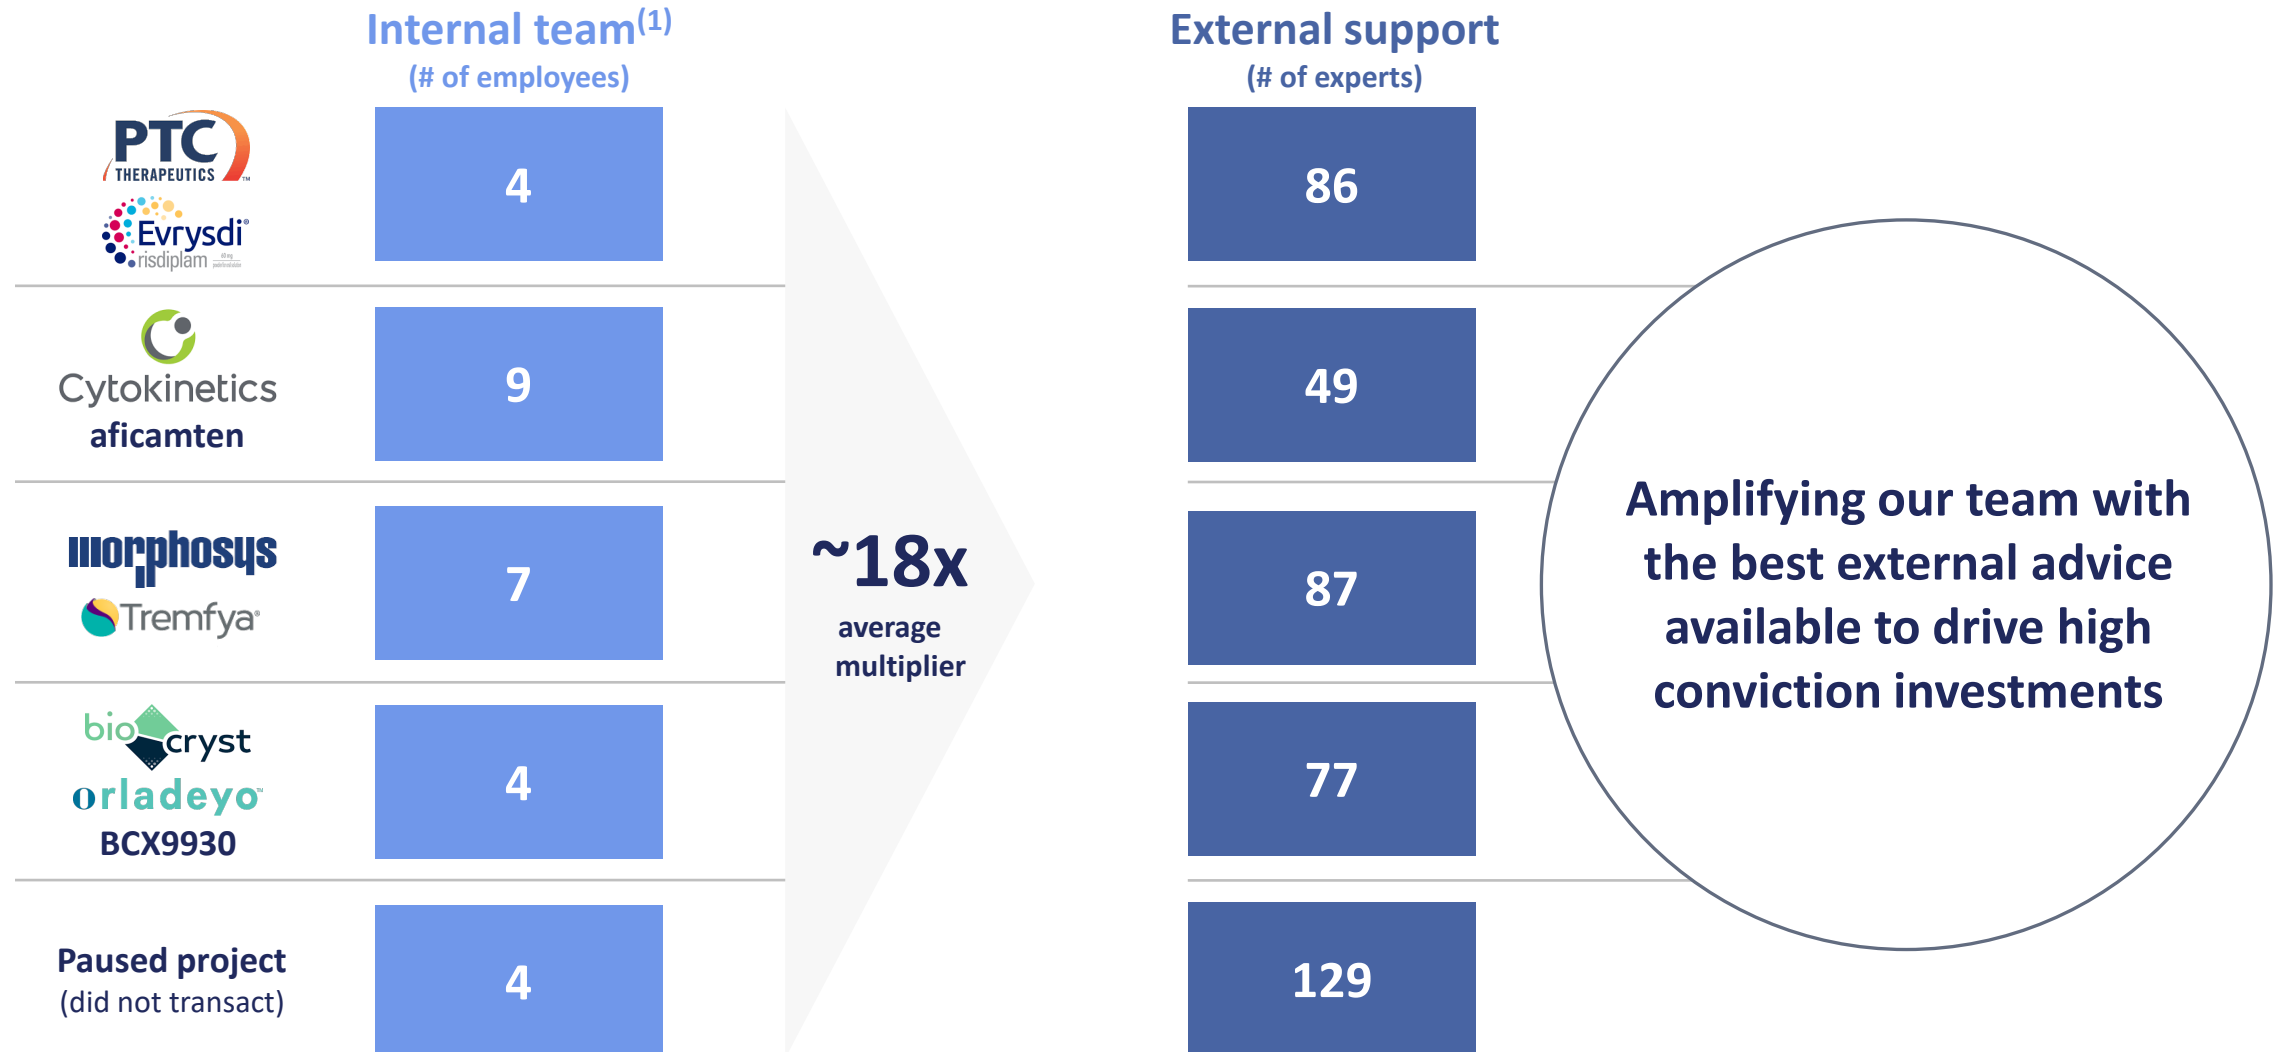 Internal team(1)
(# of employees)
External support
(# of experts)
PTC
THERAPEUTICS™
Evrysdi®
risdiplam
4
86
Cytokinetics
aficamten
9
49
morphosys
Tremfya®
7
~18x
average
multiplier
87
Amplifying our team with
the best external advice
available to drive high
conviction investments
biocryst
orladeyo™
BCX9930
4
77
Paused project
(did not transact)
4
129